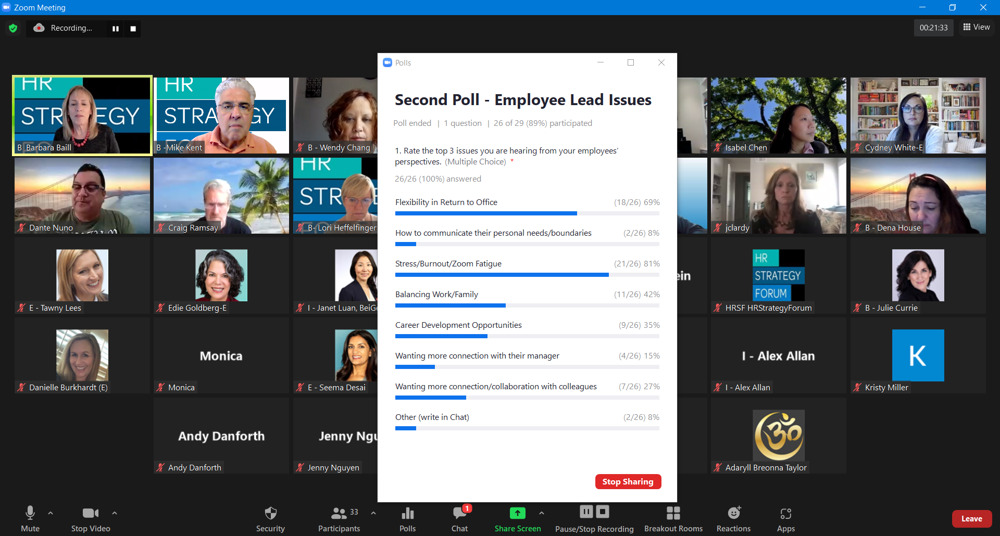 Zoom Meeting
Recording...
00:21:33
View
Polls
Second Poll - Employee Lead Issues
Poll ended | 1 question | 26 of 29 (89%) participated
1. Rate the top 3 issues you are hearing from your employees'
perspectives. (Multiple Choice) *
26/26 (100%) answered
Flexibility in Return to Office (18/26) 69%
How to communicate their personal needs/boundaries (2/26) 8%
Stress/Burnout/Zoom Fatigue (21/26) 81%
Balancing Work/Family (11/26) 42%
Career Development Opportunities (9/26) 35%
Wanting more connection with their manager (4/26) 15%
Wanting more connection/collaboration with colleagues (7/26) 27%
Other (write in Chat) (2/26) 8%
Stop Sharing
HR
STRATEGY
B Barbara Baill
HR
STRATEGY
B -Mike Kent
B - Wendy Chang
Isabel Chen
Cydney White-E
Dante Nuno
Craig Ramsay
HR
B- Lori Heffelfinger
jclardy
B - Dena House
E - Tawny Lees
Edie Goldberg-E
I - Janet Luan,
HR
STRATEGY
FORUM
HRSF HRStrategyForum
B - Julie Currie
Danielle Burkhardt (E)
Monica
Monica
E - Seema Desai
I - Alex Allan
I - Alex Allan
K
Kristy Miller
Andy Danforth
Andy Danforth
Jenny
Jenny Nguyen
ॐ
Adaryll Breonna Taylor
Mute
Stop Video
Security
33
Participants
Polls
1
Chat
Share Screen
Pause/Stop Recording
Breakout Rooms
Reactions
Apps
Leave